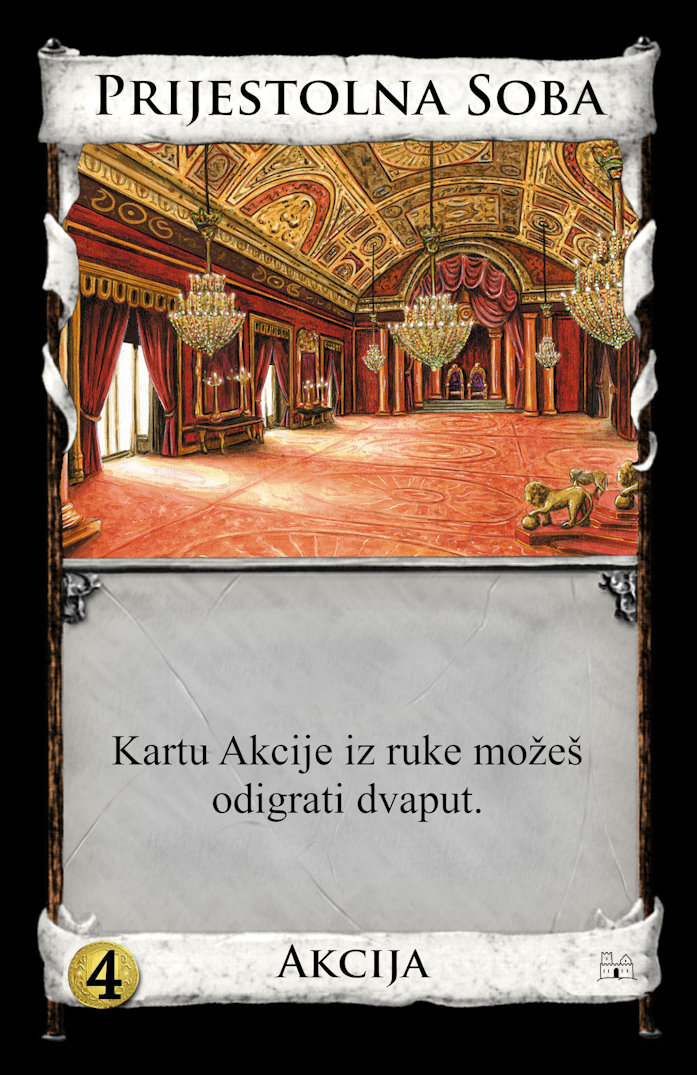 Prijestolna Soba
Kartu Akcije iz ruke možeš
odigrati dvaput.
4
Akcija